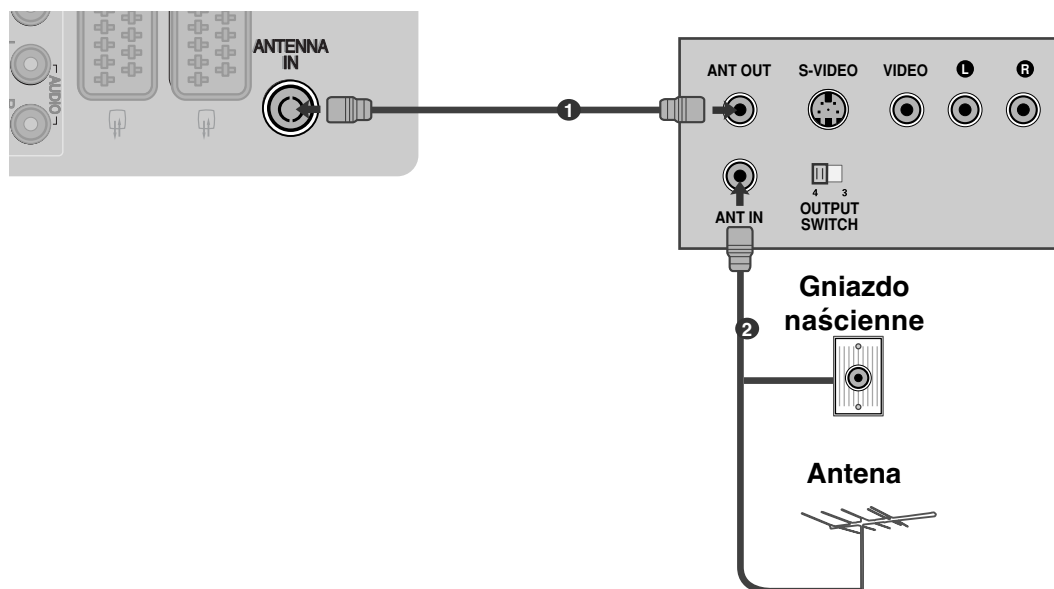 ANTENNA
IN
AUDIO
1
ANT OUT
S-VIDEO
VIDEO
L
R
ANT IN
4 3
OUTPUT
SWITCH
2
Gniazdo
naścienne
Antena